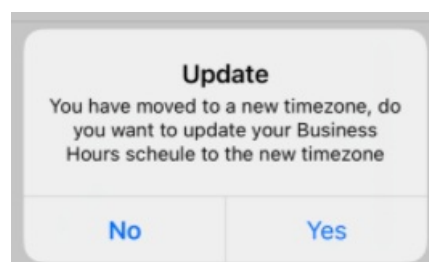 Update
You have moved to a new timezone, do
you want to update your Business
Hours scheule to the new timezone
No
Yes